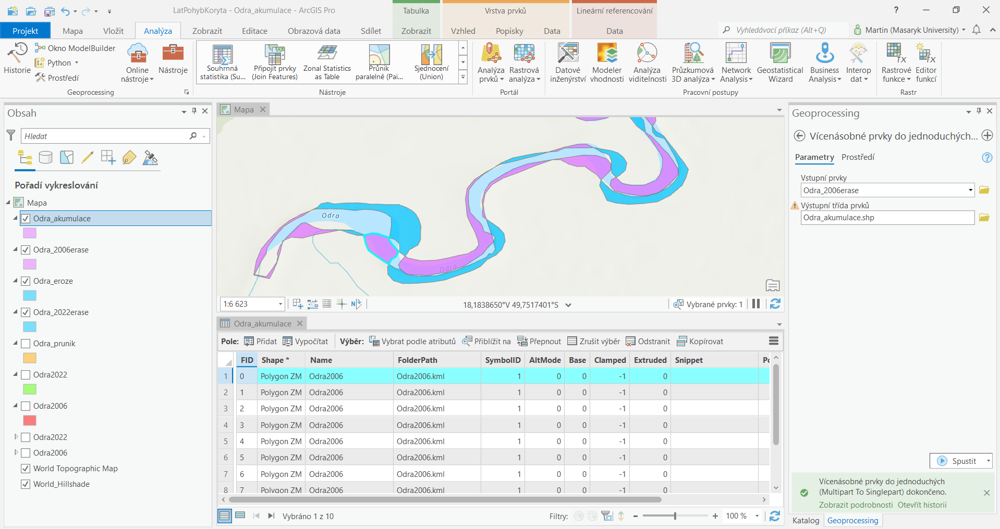 LatPohybKoryta - Odra_akumulace - ArcGIS Pro
Tabulka
Vrstva prvků
Lineární referencování
?
Projekt
Mapa
Vložit
Analýza
Zobrazit
Editace
Obrazová data
Sdílet
Zobrazit
Vzhled
Popisky
Data
Data
Vyhledávací příkaz (Alt+Q)
Martin (Masaryk University)
Historie
Okno ModelBuilder
Python
Prostředí
Online
nástroje
Nástroje
Geoprocessing
Souhrnná
statistika (Su...
Připojit prvky
(Join Features)
Zonal Statistics
as Table
Průnik
paralelně (Pai...
Sjednocení
(Union)
Nástroje
Analýza
prvků
Rastrová
analýza
Portál
Datové
inženýrství
Modeler
vhodnosti
Analýza
viditelnosti
Průzkumová
3D analýza
Network
Analysis
Geostatistical
Wizard
Business
Analysis
Interop
dat
Pracovní postupy
Rastrové
funkce
Editor
funkcí
Rastr
Obsah
Hledat
Pořadí vykreslování
Mapa
Odra_akumulace
Odra_2006erase
Odra_eroze
Odra_2022erase
Odra_prunik
Odra2022
Odra2006
Odra2022
Odra2006
World Topographic Map
World_Hillshade
Mapa
Odra
Odra
1:6 623
N
18,1838650°V 49,7517401°S
Vybrané prvky: 1
Odra_akumulace
Pole: Přidat Vypočítat Výběr: Vybrat podle atributů Přiblížit na Přepnout Zrušit výběr Odstranit Kopírovat
FID Shape * Name FolderPath SymbolID AltMode Base Clamped Extruded Snippet
1 0 Polygon ZM Odra2006 Odra2006.kml 1 0 0 -1 0
2 1 Polygon ZM Odra2006 Odra2006.kml 1 0 0 -1 0
3 2 Polygon ZM Odra2006 Odra2006.kml 1 0 0 -1 0
4 3 Polygon ZM Odra2006 Odra2006.kml 1 0 0 -1 0
5 4 Polygon ZM Odra2006 Odra2006.kml 1 0 0 -1 0
6 5 Polygon ZM Odra2006 Odra2006.kml 1 0 0 -1 0
7 6 Polygon ZM Odra2006 Odra2006.kml 1 0 0 -1 0
8 7 Polygon ZM Odra2006 Odra2006.kml 1 0 0 -1 0
Vybráno 1 z 10
Filtry:
100 %
Geoprocessing
Vícenásobné prvky do jednoduchých...
Parametry
Prostředí
?
Vstupní prvky
Odra_2006erase
Výstupní třída prvků
Odra_akumulace.shp
Spustit
Vícenásobné prvky do jednoduchých
(Multipart To Singlepart) dokončeno.
Zobrazit podrobnosti Otevřít historii
Katalog
Geoprocessing